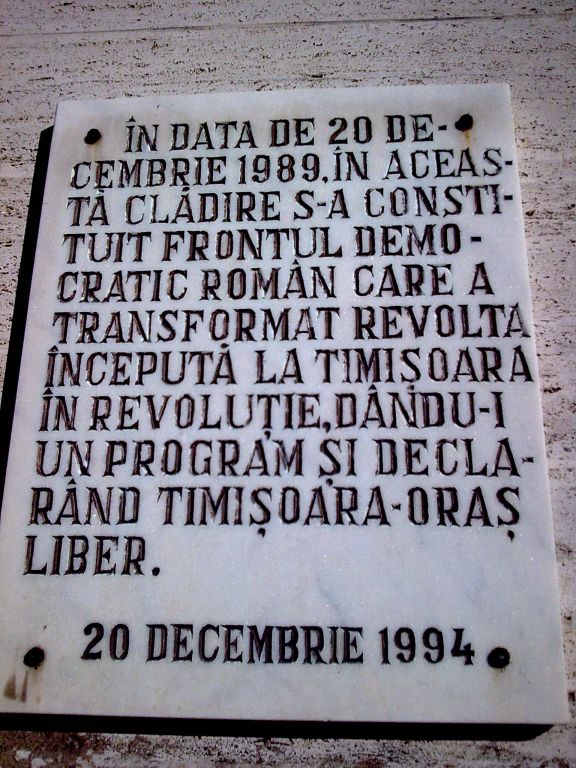 ÎN DATA DE 20 DE-
CEMBRIE 1989, ÎN ACEAS-
TĂ CLĂDIRE S-A CONSTI-
TUIT FRONTUL DEMO-
CRATIC ROMÂN CARE A
TRANSFORMAT REVOLTA
ÎNCEPUTĂ LA TIMIȘOARA
ÎN REVOLUȚIE, DÂNDU-I
UN PROGRAM ȘI DECLA-
RÂND TIMIȘOARA-ORAȘ
LIBER.
20 DECEMBRIE 1994